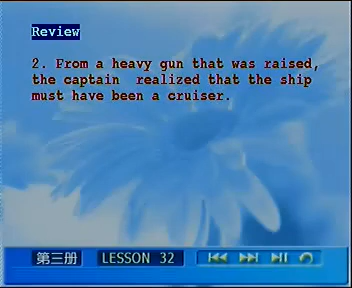 Review
2. From a heavy gun that was raised,
the captain realized that the ship
must have been a cruiser.
第三册 LESSON 32